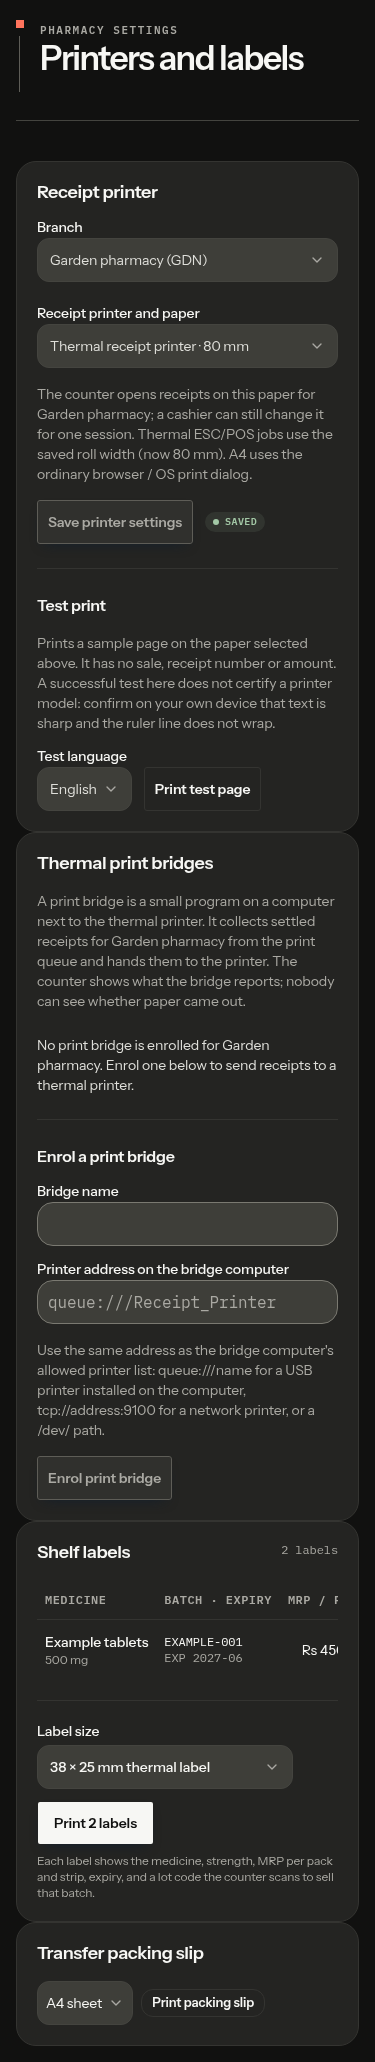 PHARMACY SETTINGS
Printers and labels
Receipt printer
Branch
Garden pharmacy (GDN)
Receipt printer and paper
Thermal receipt printer · 80 mm
The counter opens receipts on this paper for
Garden pharmacy; a cashier can still change it
for one session. Thermal ESC/POS jobs use the
saved roll width (now 80 mm). A4 uses the
ordinary browser / OS print dialog.
Save printer settings
SAVED
Test print
Prints a sample page on the paper selected
above. It has no sale, receipt number or amount.
A successful test here does not certify a printer
model: confirm on your own device that text is
sharp and the ruler line does not wrap.
Test language
English
Print test page
Thermal print bridges
A print bridge is a small program on a computer
next to the thermal printer. It collects settled
receipts for Garden pharmacy from the print
queue and hands them to the printer. The
counter shows what the bridge reports; nobody
can see whether paper came out.
No print bridge is enrolled for Garden
pharmacy. Enrol one below to send receipts to a
thermal printer.
Enrol a print bridge
Bridge name
Printer address on the bridge computer
queue:///Receipt_Printer
Use the same address as the bridge computer's
allowed printer list: queue:///name for a USB
printer installed on the computer,
tcp://address:9100 for a network printer, or a
/dev/ path.
Enrol print bridge
Shelf labels
2 labels
MEDICINE BATCH · EXPIRY MRP /
Example tablets EXAMPLE-001 Rs
500 mg EXP 2027-06
Label size
38 × 25 mm thermal label
Print 2 labels
Each label shows the medicine, strength, MRP per pack
and strip, expiry, and a lot code the counter scans to sell
that batch.
Transfer packing slip
A4 sheet
Print packing slip